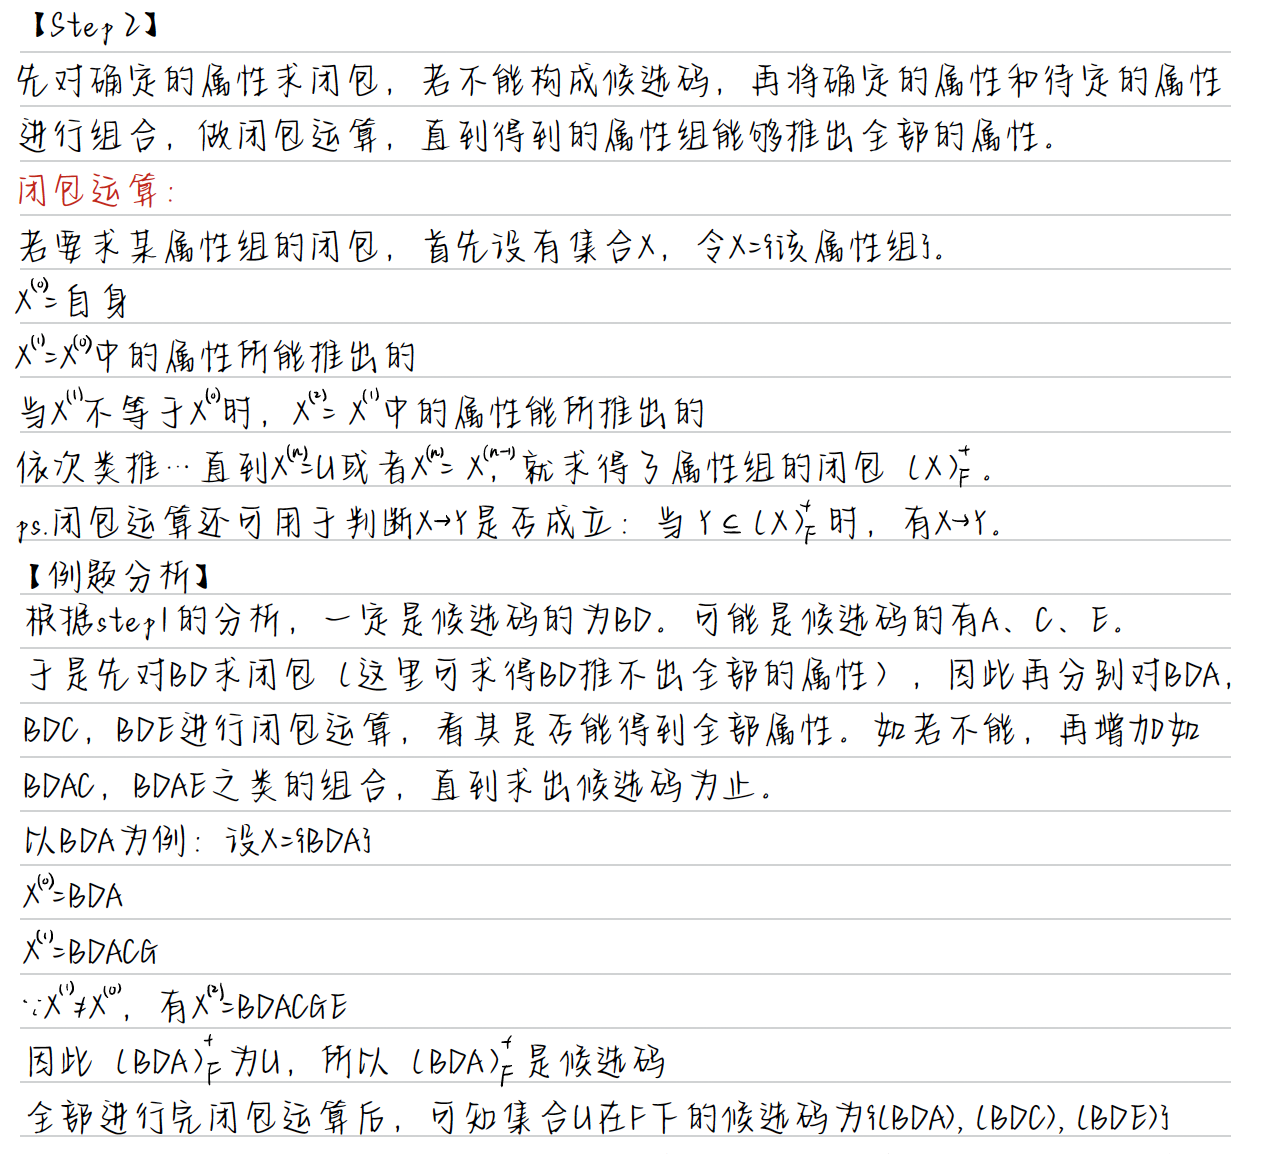 【Step 2】
先对确定的属性求闭包，若不能构成候选码，再将确定的属性和待定的属性
进行组合，做闭包运算，直到得到的属性组能够推出全部的属性。
闭包运算：
若要求某属性组的闭包，首先设有集合X，令X={该属性组}。
X⁽⁰⁾=自身
X⁽¹⁾=X⁽⁰⁾中的属性所能推出的
当X⁽¹⁾不等于X⁽⁰⁾时，X⁽²⁾=X⁽¹⁾中的属性能所推出的
依次类推…直到X⁽ⁿ⁾=U或者X⁽ⁿ⁾=X⁽ⁿ⁻¹⁾，就求得了属性组的闭包（X）_F^+。
ps.闭包运算还可用于判断X→Y是否成立：当Y⊆（X）_F^+时，有X→Y。
【例题分析】
根据step1的分析，一定是候选码的为BD。可能是候选码的有A、C、E。
于是先对BD求闭包（这里可求得BD推不出全部的属性），因此再分别对BDA，
BDC，BDE进行闭包运算，看其是否能得到全部属性。如若不能，再增加如
BDAC，BDAE之类的组合，直到求出候选码为止。
以BDA为例：设X={BDA}
X⁽⁰⁾=BDA
X⁽¹⁾=BDACG
∵X⁽¹⁾≠X⁽⁰⁾，有X⁽²⁾=BDACGE
因此（BDA）_F^+为U，所以（BDA）_F^+是候选码
全部进行完闭包运算后，可知集合U在F下的候选码为{(BDA),(BDC),(BDE)}